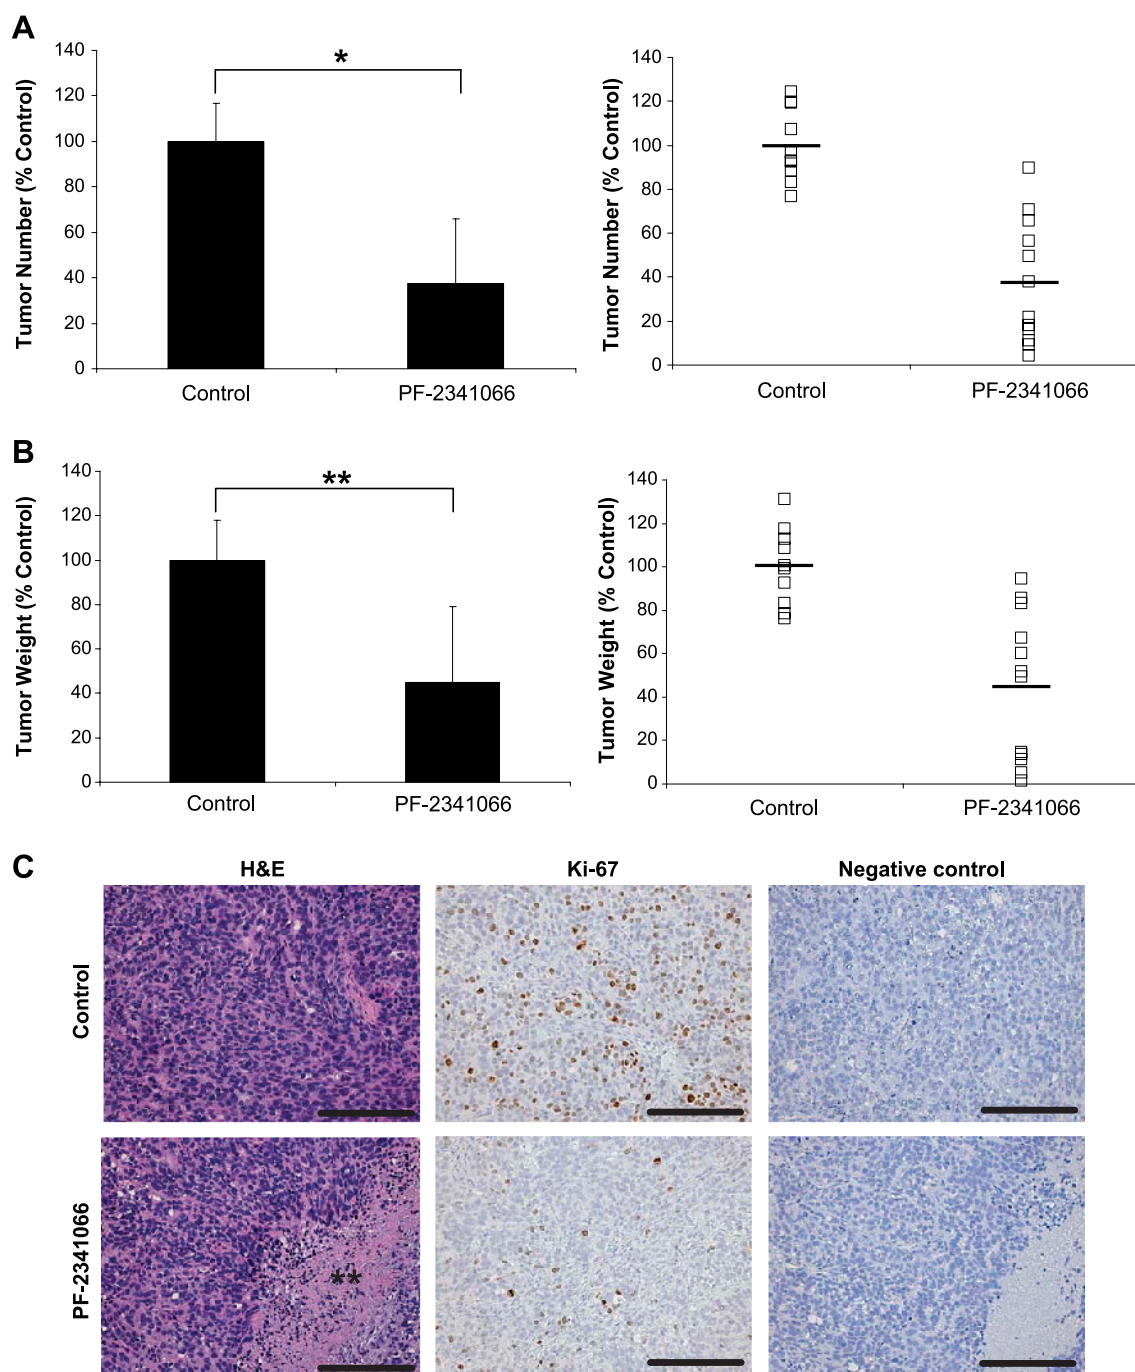 A
Tumor Number (% Control)
140
120
100
80
60
40
20
0
*
Control
PF-2341066
Tumor Number (% Control)
140
120
100
80
60
40
20
0
Control
PF-2341066
B
Tumor Weight (% Control)
140
120
100
80
60
40
20
0
**
Control
PF-2341066
Tumor Weight (% Control)
140
120
100
80
60
40
20
0
Control
PF-2341066
C
H&E
Ki-67
Negative control
Control
PF-2341066
**